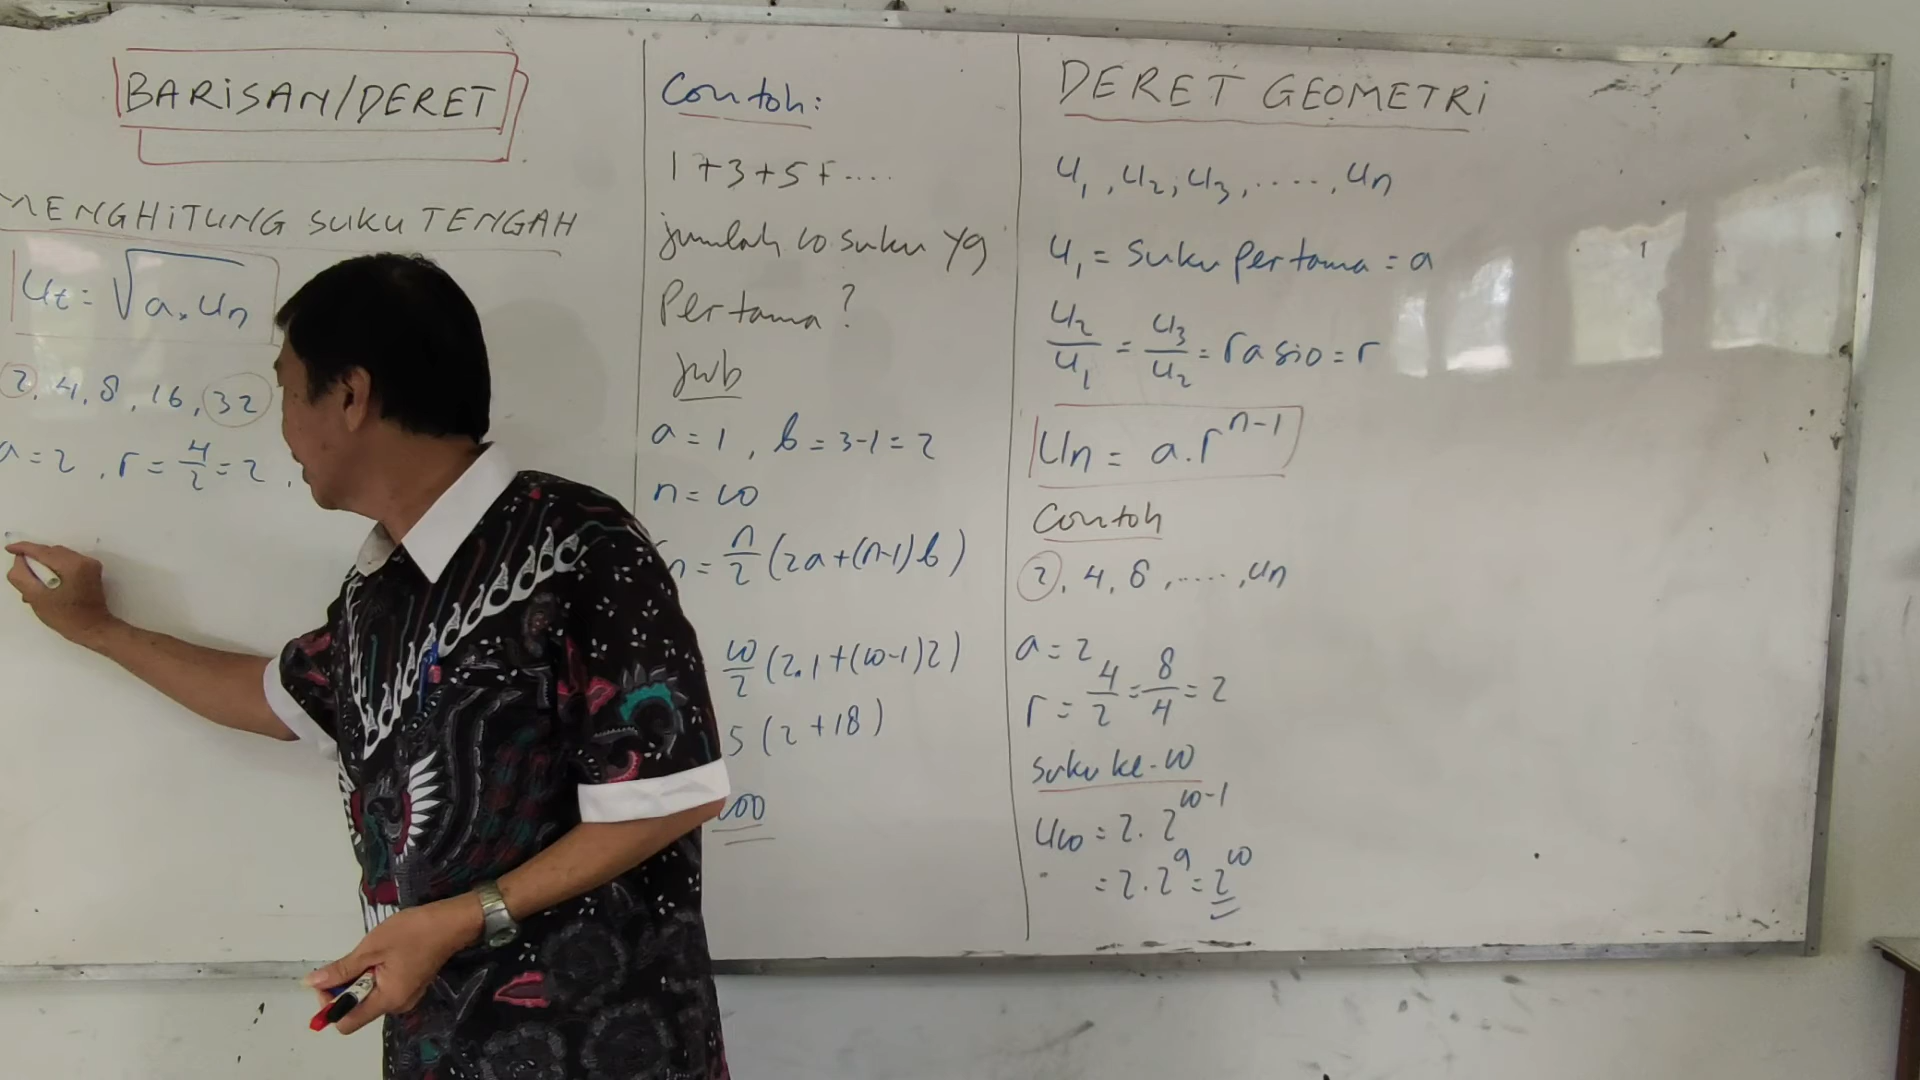 BARISAN/DERET
MENGHITUNG SUKU TENGAH
Ut = √a.Un
2, 4, 8, 16, 32
a = 2, r = 4/2 = 2,
Contoh:
1 + 3 + 5 + ....
jumlah 10 suku yg
Pertama?
jwb
a = 1, b = 3-1 = 2
n = 10
n = n/2 (2a+(n-1)b)
10/2 (2.1+(10-1)2)
5 (2+18)
100
DERET GEOMETRI
U1, U2, U3, ....., Un
U1 = Suku Pertama = a
U2/U1 = U3/U2 = rasio = r
Un = a.r^n-1
Contoh
2, 4, 8, ....., Un
a = 2
r = 4/2 = 8/4 = 2
suku ke-10
U10 = 2.2^10-1
= 2.2^9 = 2^10